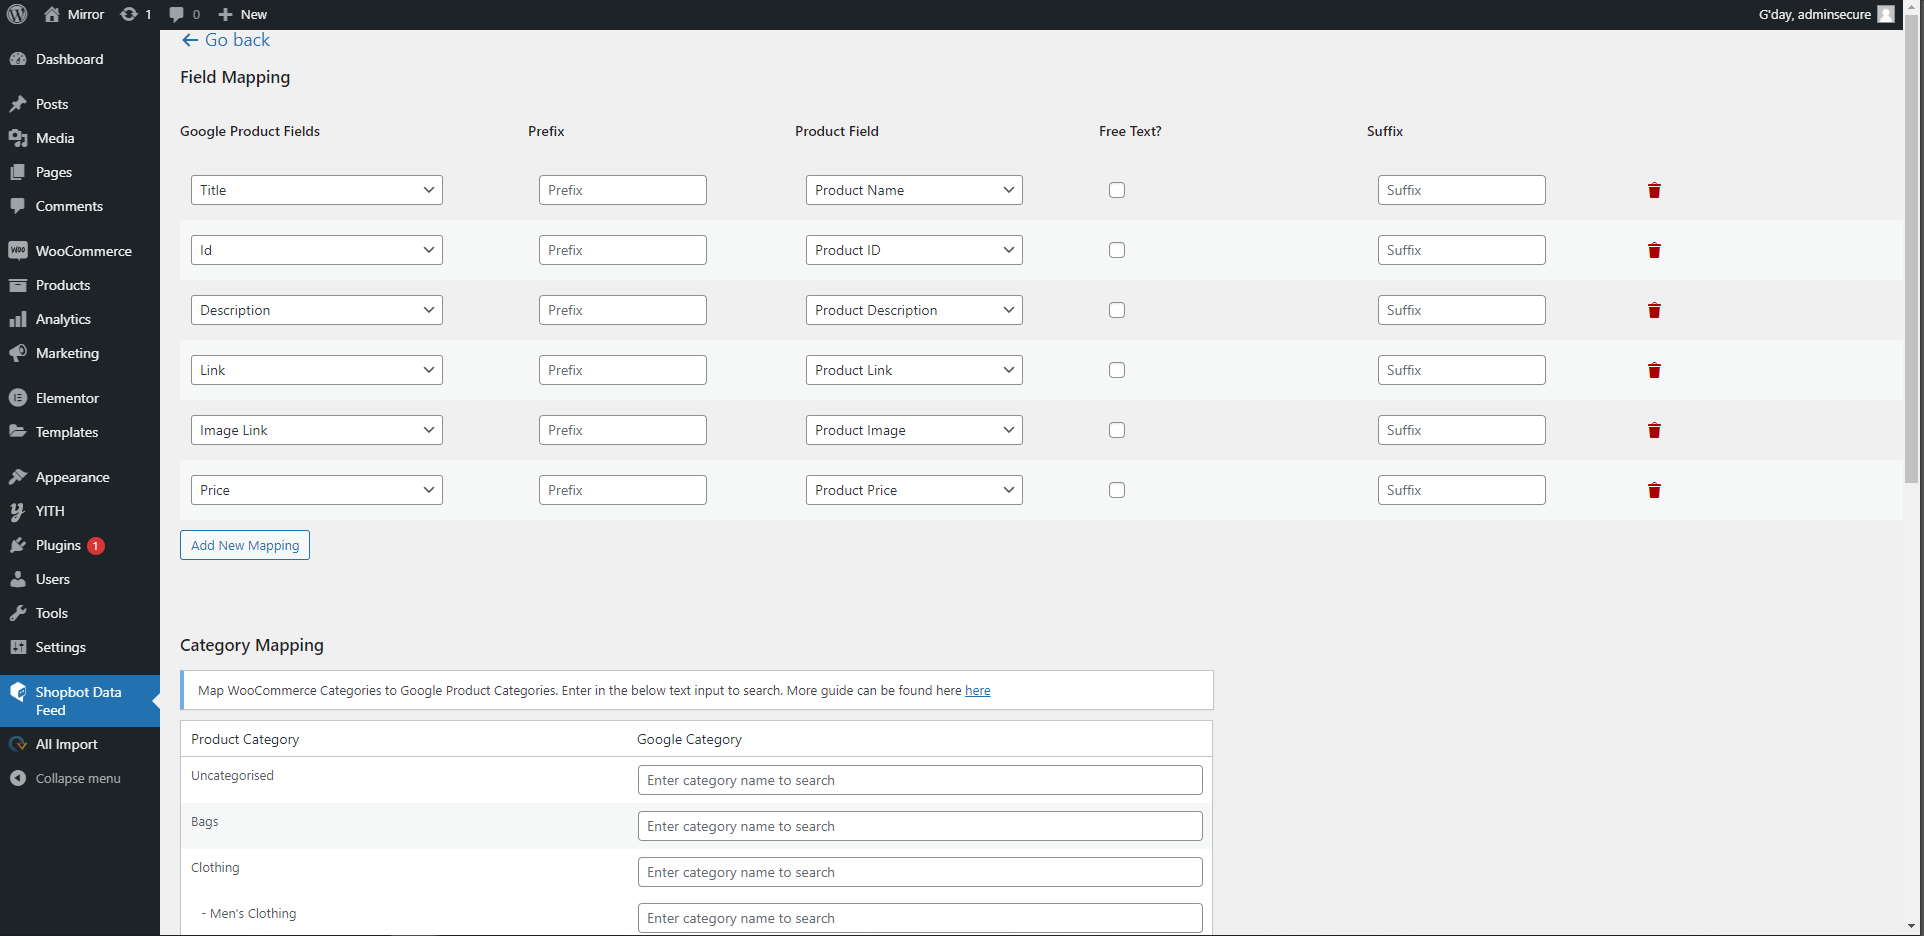 Mirror 1 0 New G'day, adminsecure
Dashboard
Posts
Media
Pages
Comments
WOO WooCommerce
Products
Analytics
Marketing
Elementor
Templates
Appearance
YITH
Plugins 1
Users
Tools
Settings
Shopbot Data
Feed
All Import
Collapse menu
Go back
Field Mapping
Google Product Fields Prefix Product Field Free Text? Suffix
Title Prefix Product Name Suffix
Id Prefix Product ID Suffix
Description Prefix Product Description Suffix
Link Prefix Product Link Suffix
Image Link Prefix Product Image Suffix
Price Prefix Product Price Suffix
Add New Mapping
Category Mapping
Map WooCommerce Categories to Google Product Categories. Enter in the below text input to search. More guide can be found here here
Product Category Google Category
Uncategorised Enter category name to search
Bags Enter category name to search
Clothing Enter category name to search
- Men's Clothing Enter category name to search